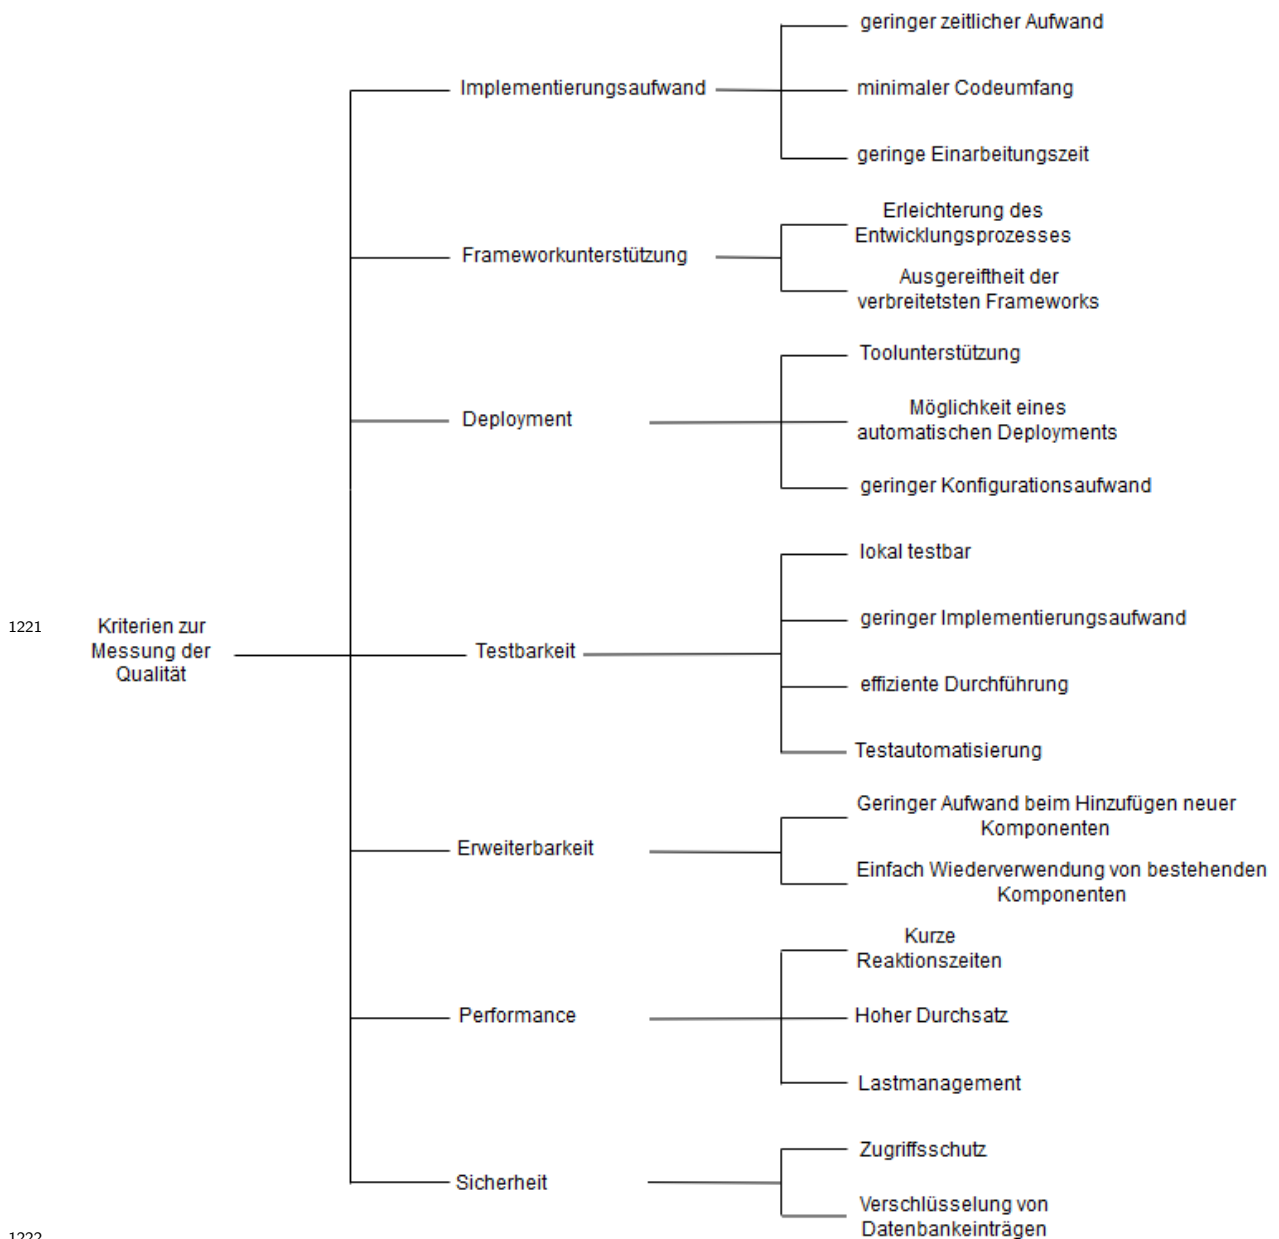 geringer zeitlicher Aufwand
Implementierungsaufwand
minimaler Codeumfang
geringe Einarbeitungszeit
Erleichterung des
Entwicklungsprozesses
Frameworkunterstützung
Ausgereiftheit der
verbreitetsten Frameworks
Toolunterstützung
Deployment
Möglichkeit eines
automatischen Deployments
geringer Konfigurationsaufwand
lokal testbar
geringer Implementierungsaufwand
1221
Kriterien zur
Messung der
Qualität
Testbarkeit
effiziente Durchführung
Testautomatisierung
Geringer Aufwand beim Hinzufügen neuer
Komponenten
Erweiterbarkeit
Einfach Wiederverwendung von bestehenden
Komponenten
Kurze
Reaktionszeiten
Performance
Hoher Durchsatz
Lastmanagement
Zugriffsschutz
Sicherheit
Verschlüsselung von
Datenbankeinträgen
1222